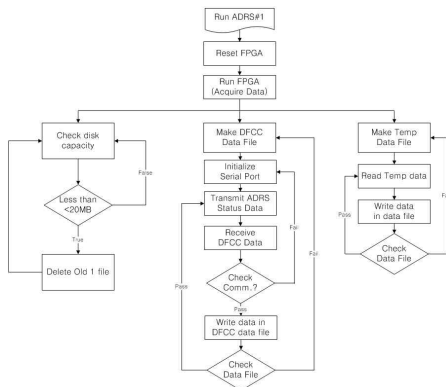 Run ADRS#1
Reset FPGA
Run FPGA
(Acquire Data)
Check disk
capacity
False
Less than
<20MB
True
Delete Old 1 file
Make DFCC
Data File
Initialize
Serial Port
Transmit ADRS
Status Data
Receive
DFCC Data
Fail
Fail
Pass
Check
Comm.?
Pass
Write data in
DFCC data file
Check
Data File
Make Temp
Data File
Read Temp data
Pass
Write data
in data file
Check
Data File